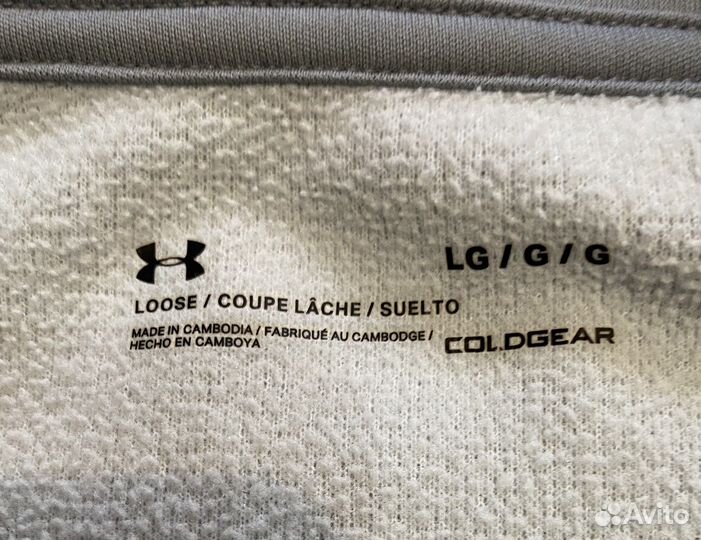 LG / G / G
LOOSE / COUPE LÂCHE / SUELTO
MADE IN CAMBODIA / FABRIQUÉ AU CAMBODGE /
HECHO EN CAMBOYA
COLDGEAR
Avito